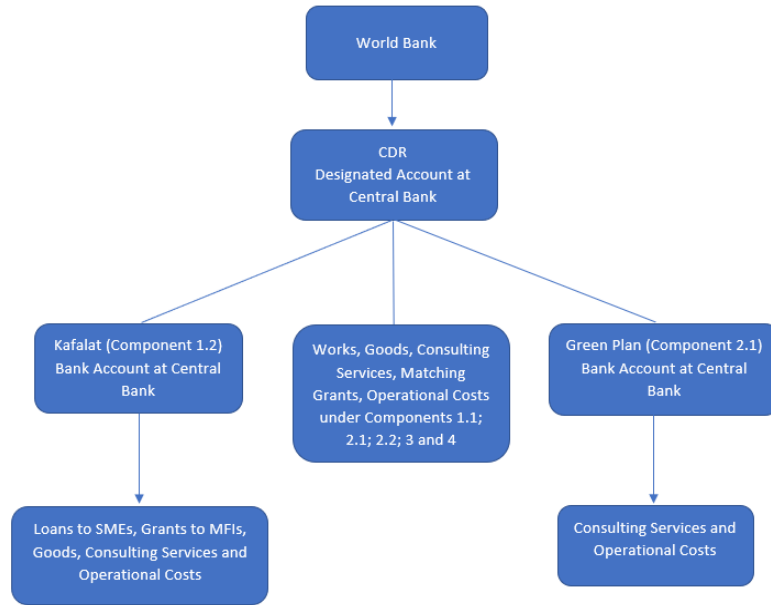 World Bank
CDR
Designated Account at
Central Bank
Kafalat (Component 1.2)
Bank Account at Central
Bank
Works, Goods, Consulting
Services, Matching
Grants, Operational Costs
under Components 1.1;
2.1; 2.2; 3 and 4
Green Plan (Component 2.1)
Bank Account at Central
Bank
Loans to SMEs, Grants to MFIs,
Goods, Consulting Services and
Operational Costs
Consulting Services and
Operational Costs